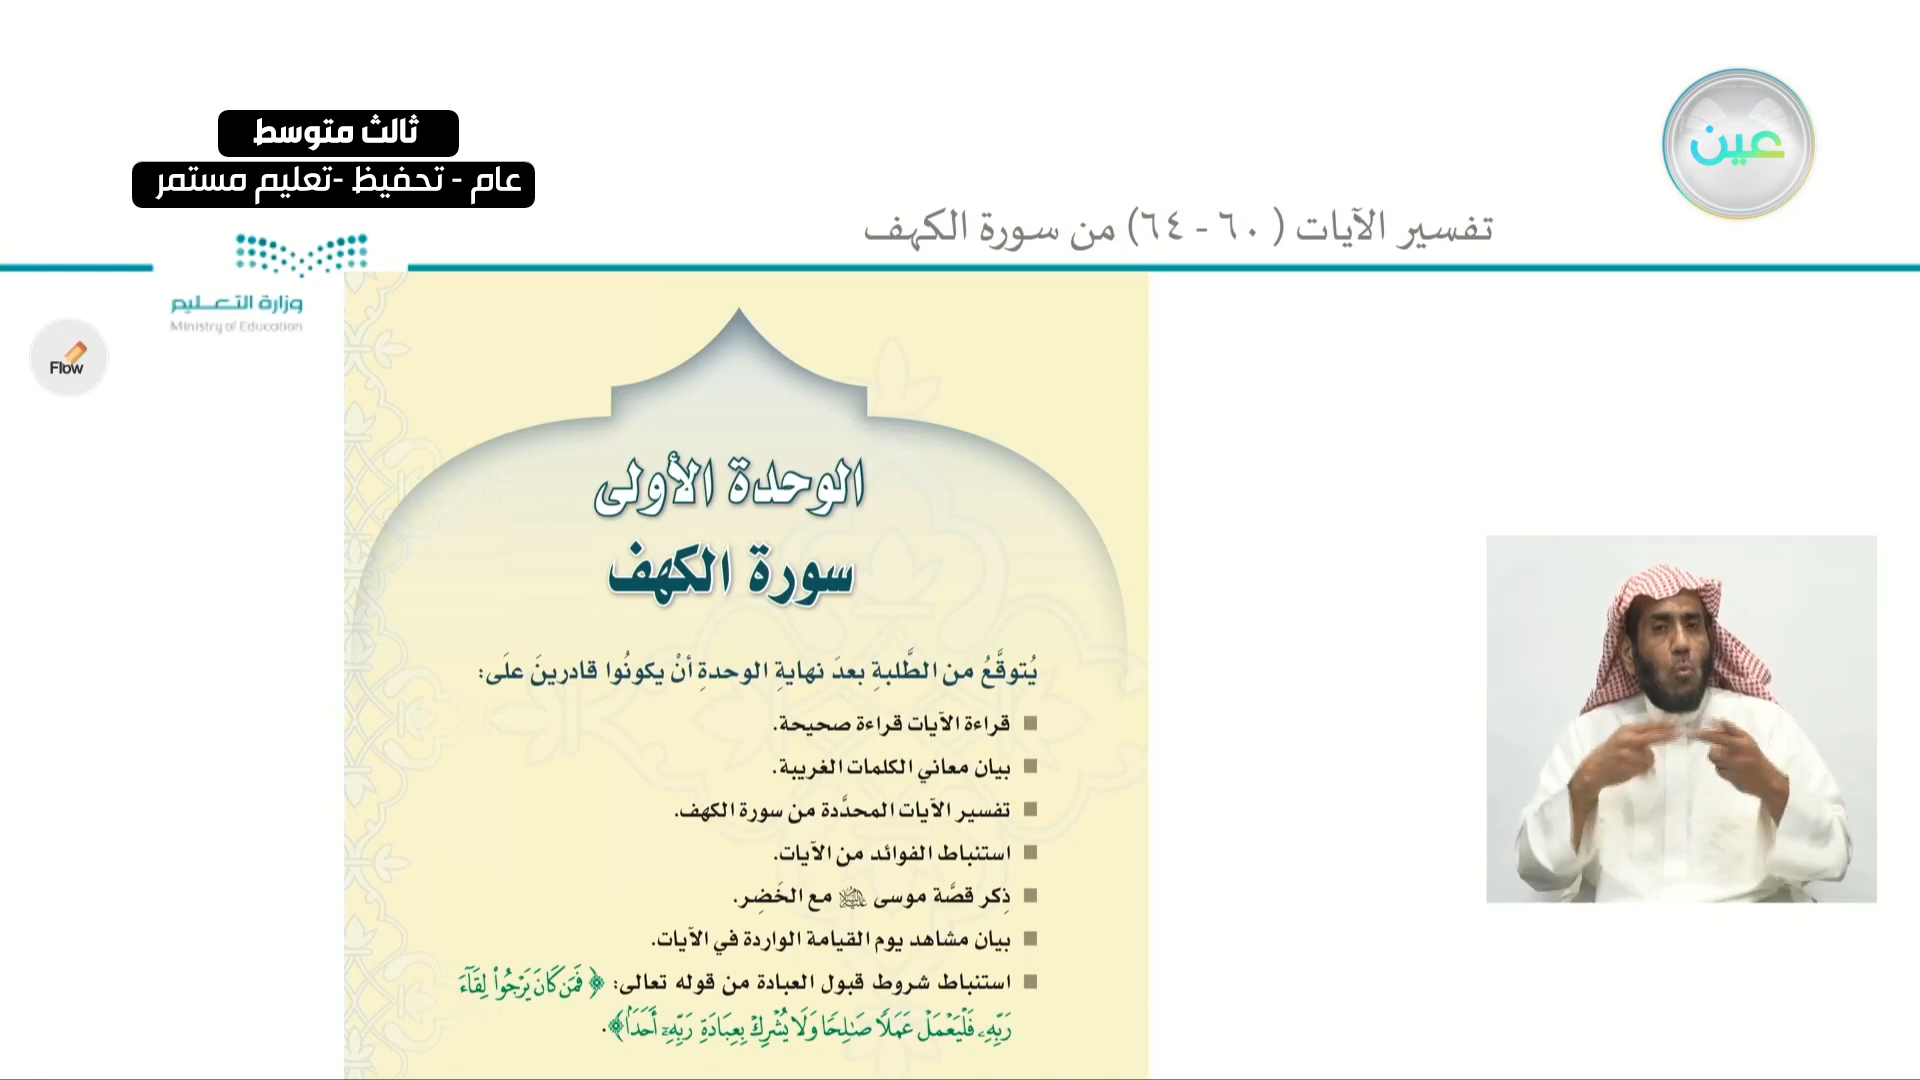 عين
ثالث متوسط
عام - تحفيظ -تعليم مستمر
تفسير الآيات ( ٦٠ - ٦٤) من سورة الكهف
وزارة التعليم
Ministry of Education
Flow
الوحدة الأولى
سورة الكهف
يُتوقَّعُ من الطَّلبةِ بعدَ نهايةِ الوحدةِ أنْ يكونُوا قادرينَ علَى:
قراءة الآيات قراءة صحيحة.
بيان معاني الكلمات الغريبة.
تفسير الآيات المحدَّدة من سورة الكهف.
استنباط الفوائد من الآيات.
ذِكر قصَّة موسى عليه السلام مع الخَضِر.
بيان مشاهد يوم القيامة الواردة في الآيات.
استنباط شروط قبول العبادة من قوله تعالى: ﴿ فَمَن كَانَ يَرْجُوا۟ لِقَآءَ
رَبِّهِۦ فَلْيَعْمَلْ عَمَلًا صَٰلِحًا وَلَا يُشْرِكْ بِعِبَادَةِ رَبِّهِۦٓ أَحَدًۢا﴾.